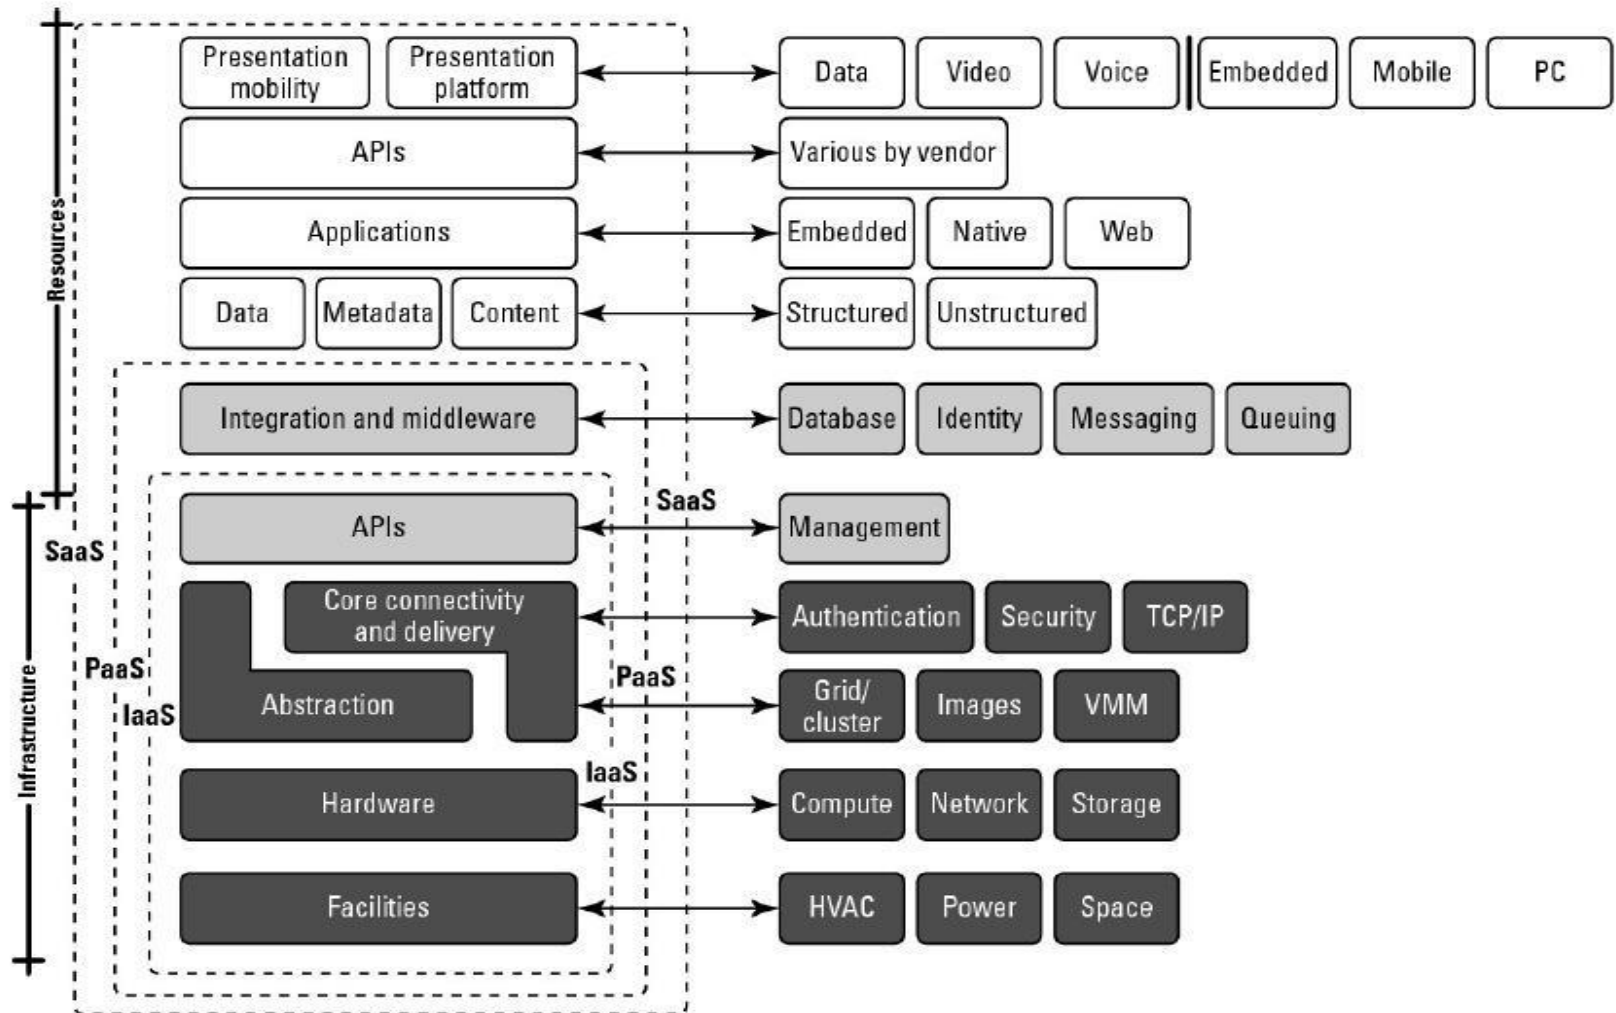 Presentation
mobility
Presentation
platform
Data
Video
Voice
Embedded
Mobile
PC
APIs
Various by vendor
Resources
Applications
Embedded
Native
Web
Data
Metadata
Content
Structured
Unstructured
Integration and middleware
Database
Identity
Messaging
Queuing
SaaS
APIs
Management
SaaS
Core connectivity
and delivery
Authentication
Security
TCP/IP
PaaS
PaaS
IaaS
Abstraction
Grid/
cluster
Images
VMM
Infrastructure
IaaS
Hardware
Compute
Network
Storage
Facilities
HVAC
Power
Space